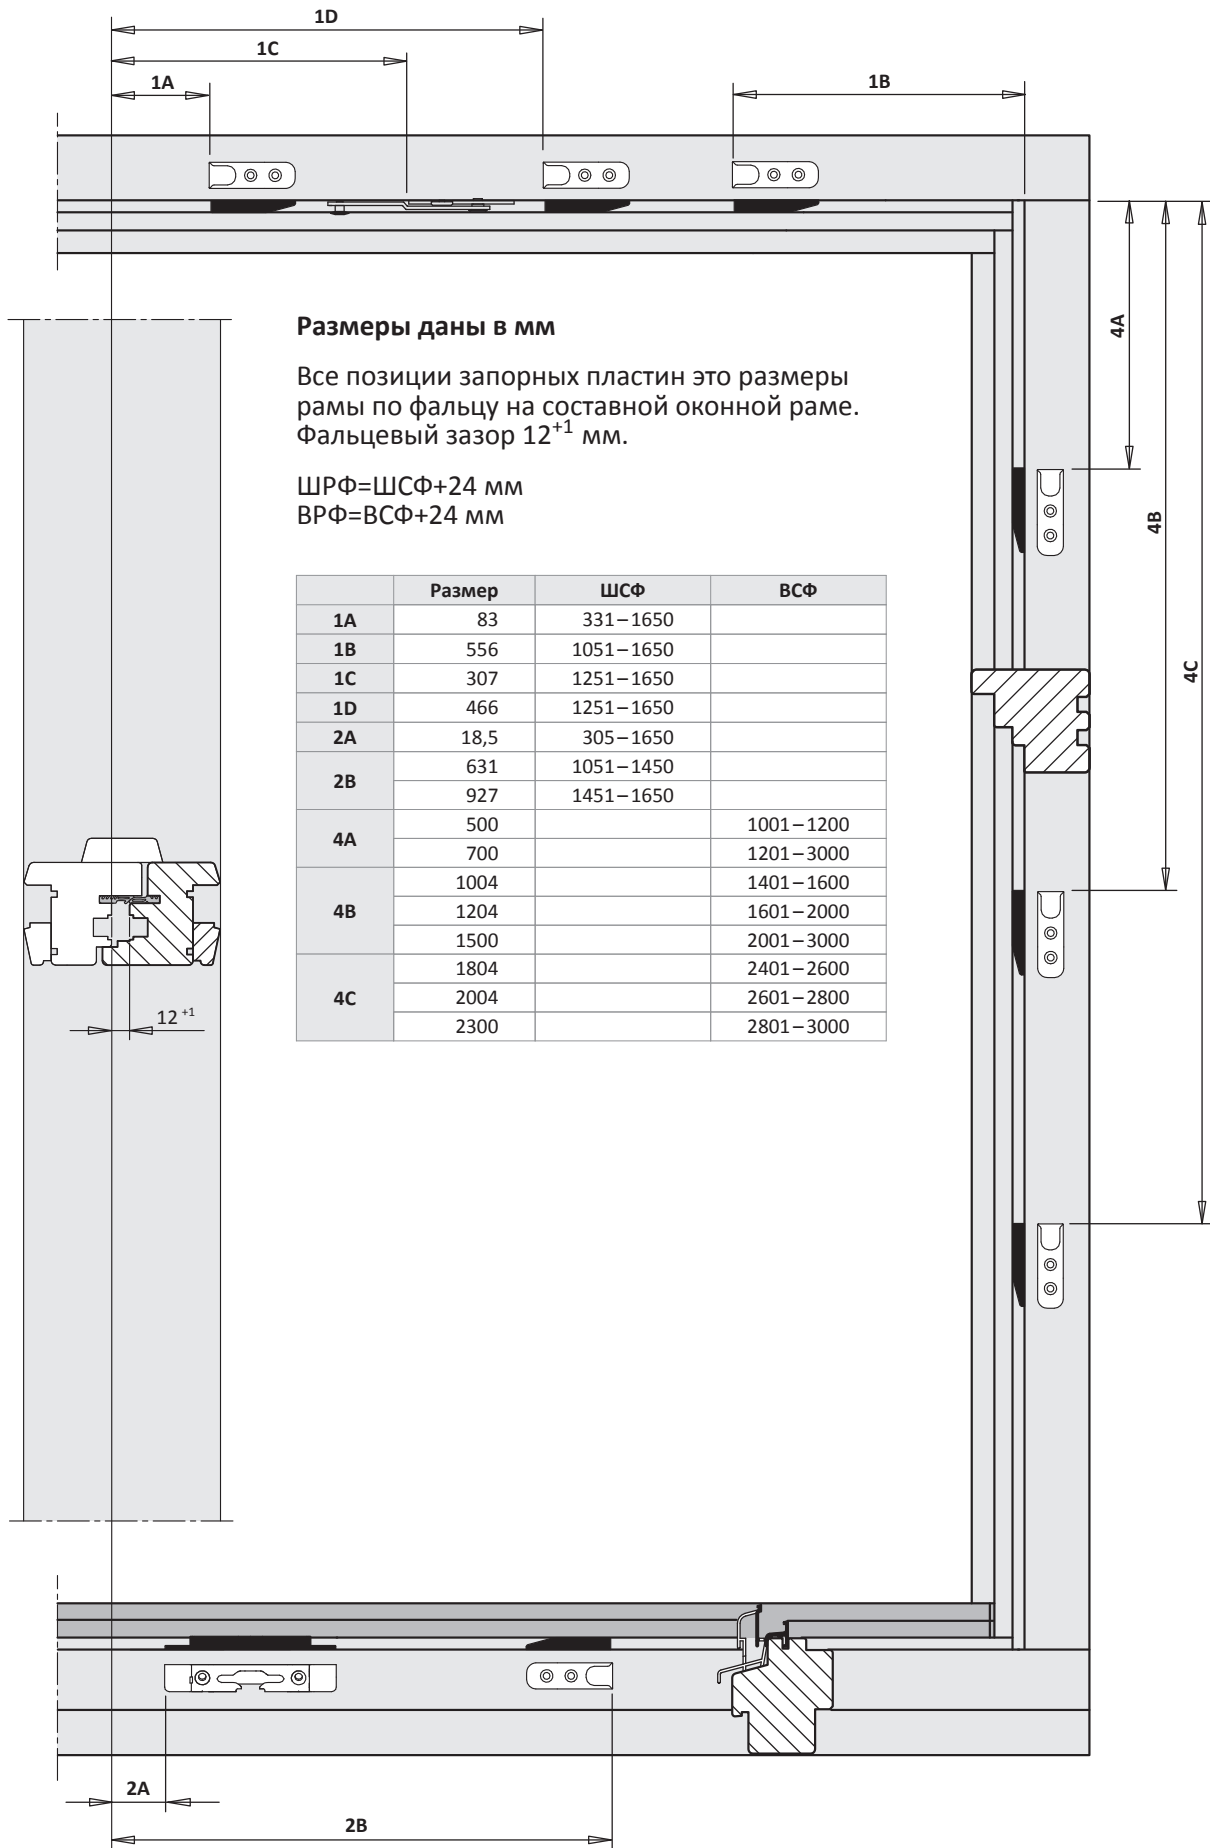 1D
1C
1A
1B
4A
4B
4C
Размеры даны в мм
Все позиции запорных пластин это размеры
рамы по фальцу на составной оконной раме.
Фальцевый зазор 12⁺¹ мм.
ШРФ=ШСФ+24 мм
ВРФ=ВСФ+24 мм
Размер ШСФ ВСФ
1A 83 331–1650
1B 556 1051–1650
1C 307 1251–1650
1D 466 1251–1650
2A 18,5 305–1650
2B 631 1051–1450
927 1451–1650
4A 500 1001–1200
700 1201–3000
4B 1004 1401–1600
1204 1601–2000
1500 2001–3000
4C 1804 2401–2600
2004 2601–2800
2300 2801–3000
12 ⁺¹
2A
2B